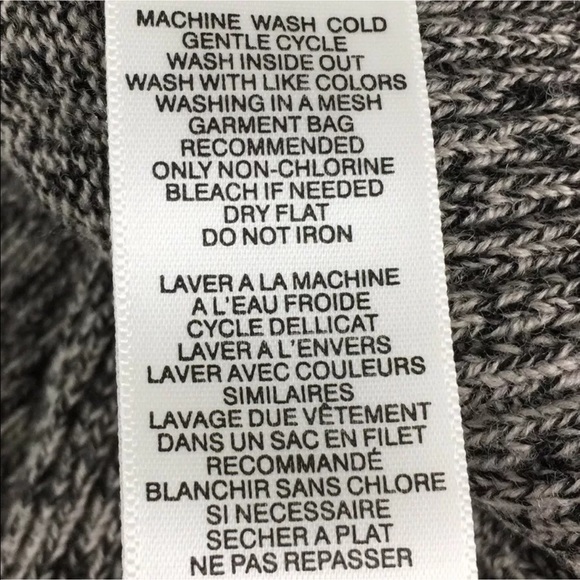 MACHINE WASH COLD
GENTLE CYCLE
WASH INSIDE OUT
WASH WITH LIKE COLORS
WASHING IN A MESH
GARMENT BAG
RECOMMENDED
ONLY NON-CHLORINE
BLEACH IF NEEDED
DRY FLAT
DO NOT IRON
LAVER A LA MACHINE
A L'EAU FROIDE
CYCLE DELLICAT
LAVER A L'ENVERS
LAVER AVEC COULEURS
SIMILAIRES
LAVAGE DUE VÊTEMENT
DANS UN SAC EN FILET
RECOMMANDÉ
BLANCHIR SANS CHLORE
SI NECESSAIRE
SECHER A PLAT
NE PAS REPASSER